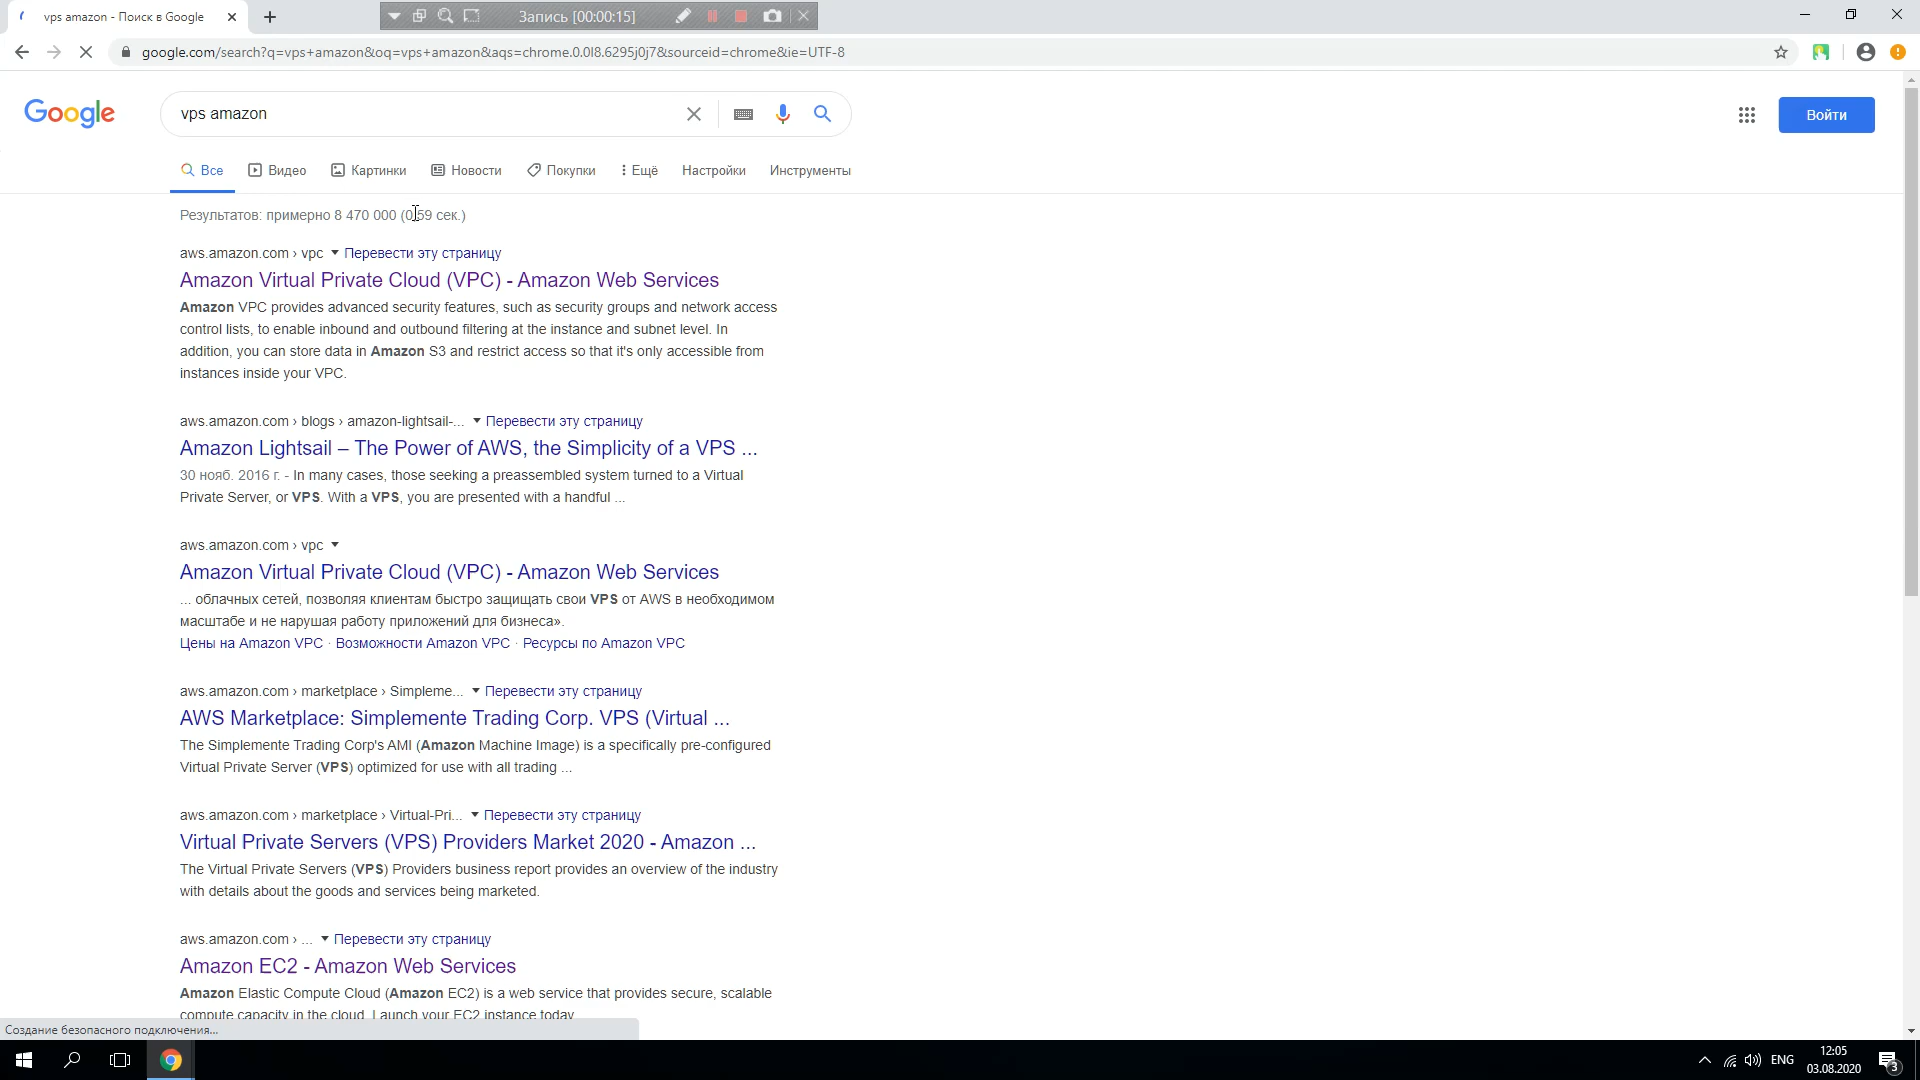 vps amazon - Поиск в Google
Запись [00:00:15]
google.com/search?q=vps+amazon&oq=vps+amazon&aqs=chrome.0.0l8.6295j0j7&sourceid=chrome&ie=UTF-8
Google
vps amazon
Войти
Все
Видео
Картинки
Новости
Покупки
Ещё
Настройки
Инструменты
Результатов: примерно 8 470 000 (0,59 сек.)
aws.amazon.com › vpc ▼ Перевести эту страницу
Amazon Virtual Private Cloud (VPC) - Amazon Web Services
Amazon VPC provides advanced security features, such as security groups and network access
control lists, to enable inbound and outbound filtering at the instance and subnet level. In
addition, you can store data in Amazon S3 and restrict access so that it's only accessible from
instances inside your VPC.
aws.amazon.com › blogs › amazon-lightsail-... ▼ Перевести эту страницу
Amazon Lightsail – The Power of AWS, the Simplicity of a VPS ...
30 нояб. 2016 г. - In many cases, those seeking a preassembled system turned to a Virtual
Private Server, or VPS. With a VPS, you are presented with a handful ...
aws.amazon.com › vpc ▼
Amazon Virtual Private Cloud (VPC) - Amazon Web Services
... облачных сетей, позволяя клиентам быстро защищать свои VPS от AWS в необходимом
масштабе и не нарушая работу приложений для бизнеса».
Цены на Amazon VPC · Возможности Amazon VPC · Ресурсы по Amazon VPC
aws.amazon.com › marketplace › Simpleme... ▼ Перевести эту страницу
AWS Marketplace: Simplemente Trading Corp. VPS (Virtual ...
The Simplemente Trading Corp's AMI (Amazon Machine Image) is a specifically pre-configured
Virtual Private Server (VPS) optimized for use with all trading ...
aws.amazon.com › marketplace › Virtual-Pri... ▼ Перевести эту страницу
Virtual Private Servers (VPS) Providers Market 2020 - Amazon ...
The Virtual Private Servers (VPS) Providers business report provides an overview of the industry
with details about the goods and services being marketed.
aws.amazon.com › ... ▼ Перевести эту страницу
Amazon EC2 - Amazon Web Services
Amazon Elastic Compute Cloud (Amazon EC2) is a web service that provides secure, scalable
compute capacity in the cloud. Launch your EC2 instance today
Создание безопасного подключения...
ENG
12:05
03.08.2020
3